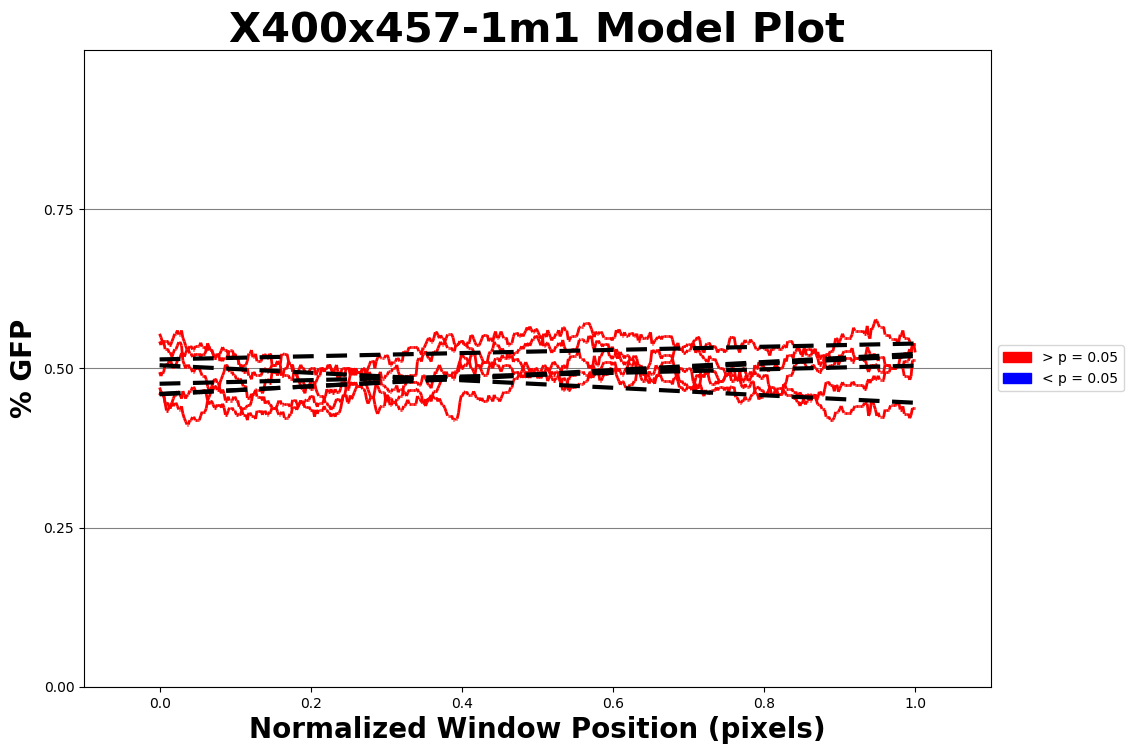 X400x457-1m1 Model Plot
% GFP
0.75
0.50
0.25
0.00
0.0 0.2 0.4 0.6 0.8 1.0
Normalized Window Position (pixels)
> p = 0.05
< p = 0.05